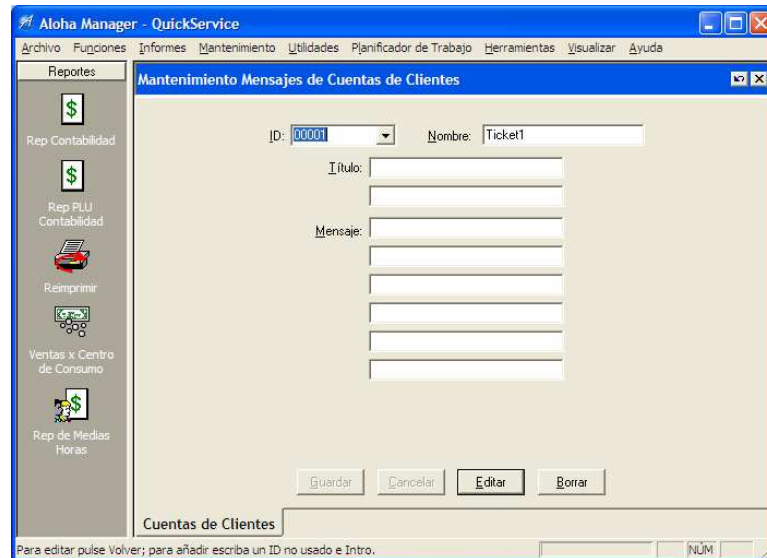 Aloha Manager - QuickService
Archivo Funciones Informes Mantenimiento Utilidades Planificador de Trabajo Herramientas Visualizar Ayuda
Reportes
Mantenimiento Mensajes de Cuentas de Clientes
Rep Contabilidad
Rep PLU
Contabilidad
Reimprimir
Ventas x Centro
de Consumo
Rep de Medias
Horas
ID: 00001 Nombre: Ticket1
Título:
Mensaje:
Guardar Cancelar Editar Borrar
Cuentas de Clientes
Para editar pulse Volver; para añadir escriba un ID no usado e Intro. NÚM